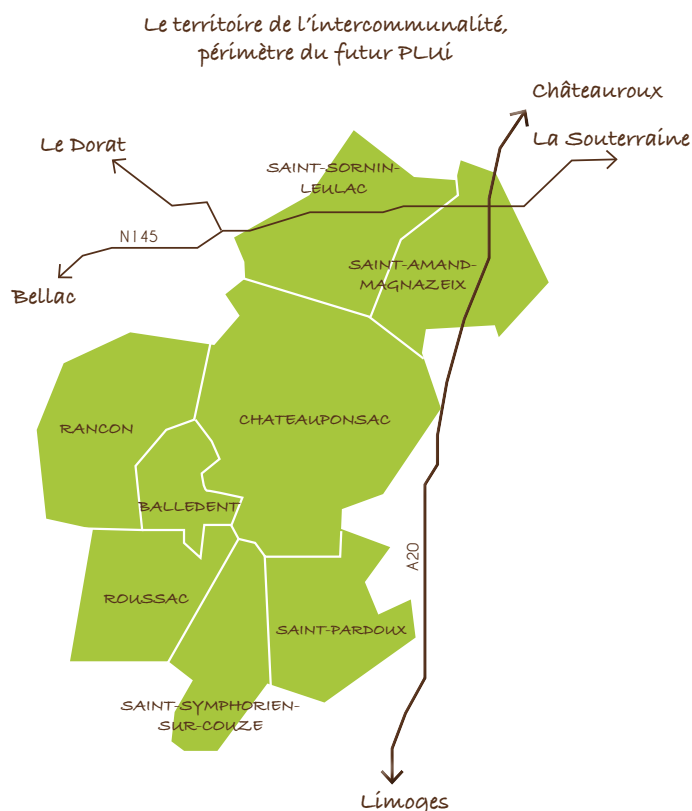 Le territoire de l'intercommunalité,
périmètre du futur PLUi
Châteauroux
La Souterraine
Le Dorat
SAINT-SORNIN-
LEULAC
N145
SAINT-AMAND-
MAGNAZEIX
Bellac
CHATEAUPONSAC
RANCON
BALLEDENT
A20
ROUSSAC
SAINT-PARDOUX
SAINT-SYMPHORIEN-
SUR-COUZE
Limoges